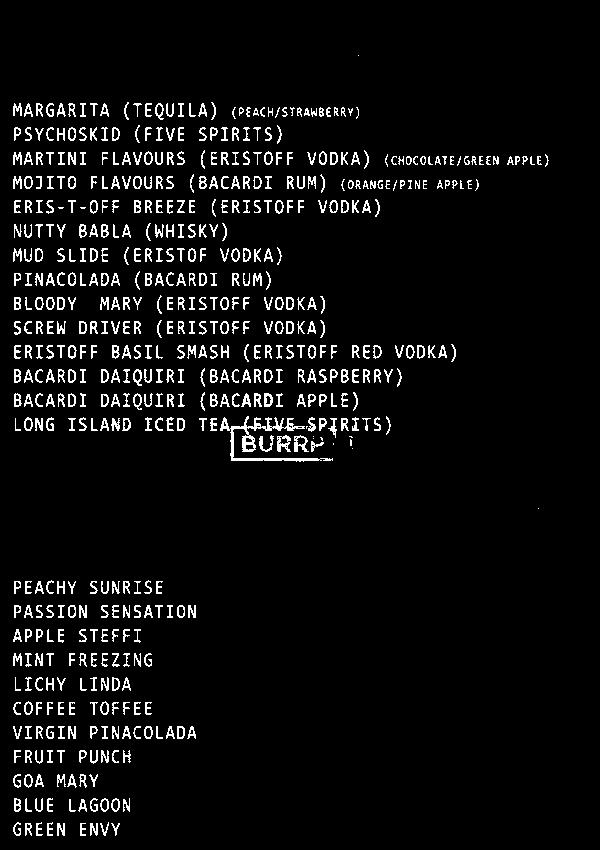 MARGARITA (TEQUILA) (PEACH/STRAWBERRY)
PSYCHOSKID (FIVE SPIRITS)
MARTINI FLAVOURS (ERISTOFF VODKA) (CHOCOLATE/GREEN APPLE)
MOJITO FLAVOURS (BACARDI RUM) (ORANGE/PINE APPLE)
ERIS-T-OFF BREEZE (ERISTOFF VODKA)
NUTTY BABLA (WHISKY)
MUD SLIDE (ERISTOF VODKA)
PINACOLADA (BACARDI RUM)
BLOODY MARY (ERISTOFF VODKA)
SCREW DRIVER (ERISTOFF VODKA)
ERISTOFF BASIL SMASH (ERISTOFF RED VODKA)
BACARDI DAIQUIRI (BACARDI RASPBERRY)
BACARDI DAIQUIRI (BACARDI APPLE)
LONG ISLAND ICED TEA (FIVE SPIRITS)
BURRP
PEACHY SUNRISE
PASSION SENSATION
APPLE STEFFI
MINT FREEZING
LICHY LINDA
COFFEE TOFFEE
VIRGIN PINACOLADA
FRUIT PUNCH
GOA MARY
BLUE LAGOON
GREEN ENVY